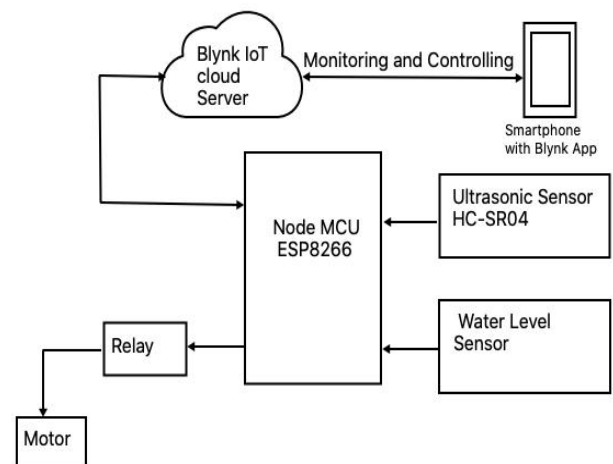 Blynk IoT
cloud
Server
Monitoring and Controlling
Smartphone
with Blynk App
Node MCU
ESP8266
Ultrasonic Sensor
HC-SR04
Water Level
Sensor
Relay
Motor